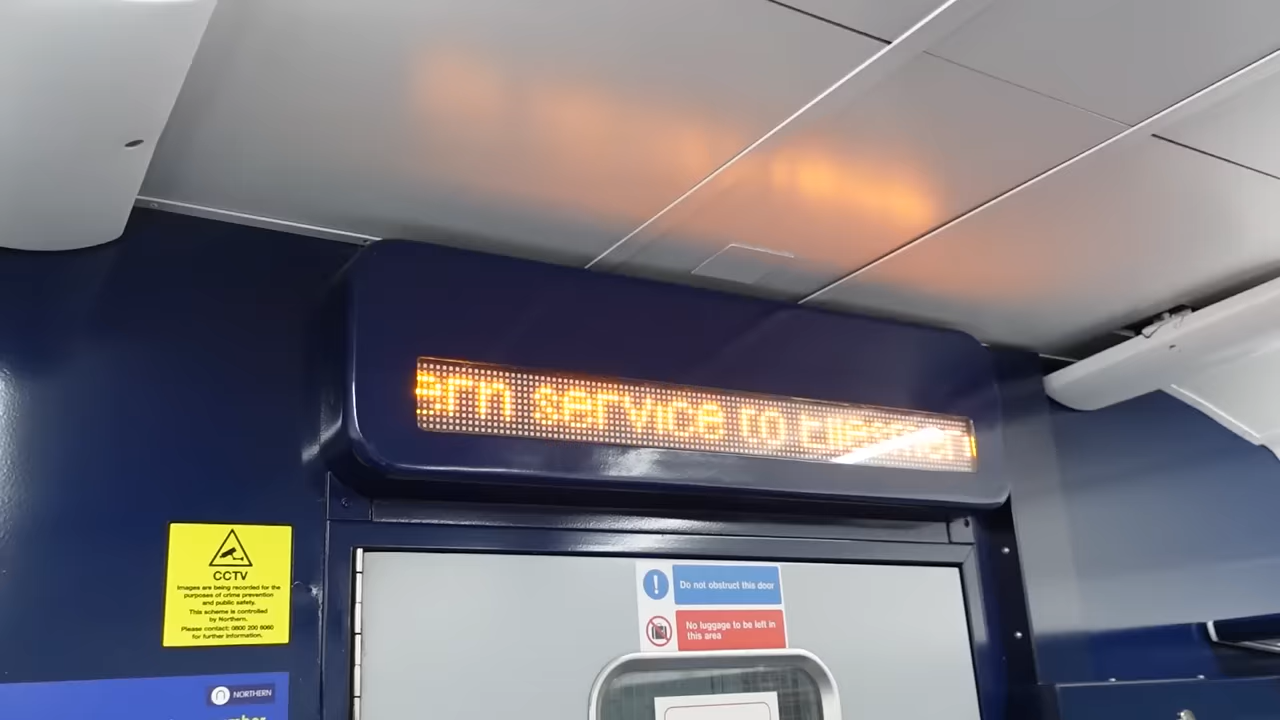 ern service to Ellesmer
CCTV
Images are being recorded for the
purposes of crime prevention
and public safety.
This scheme is controlled
by Northern.
Please contact: 0800 200 6060
for further information.
Do not obstruct this door
No luggage to be left in
this area
NORTHERN